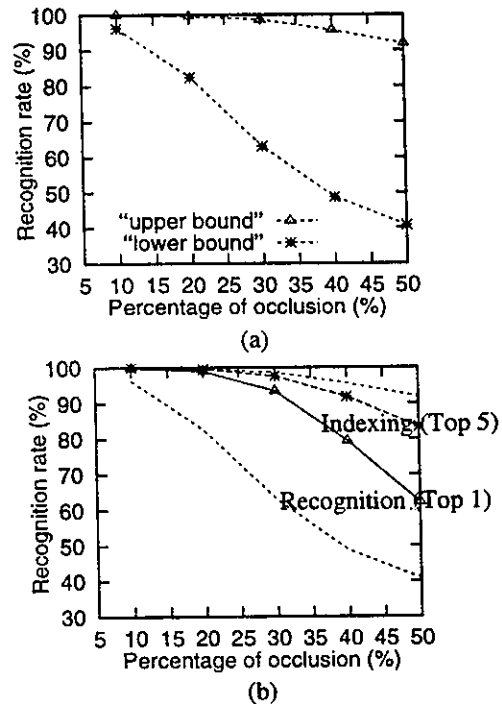 Recognition rate (%)
100
90
80
70
60
50
40
30
"upper bound"
"lower bound"
5 10 15 20 25 30 35 40 45 50
Percentage of occlusion (%)
(a)
Recognition rate (%)
100
90
80
70
60
50
40
30
Indexing (Top 5)
Recognition (Top 1)
5 10 15 20 25 30 35 40 45 50
Percentage of occlusion (%)
(b)